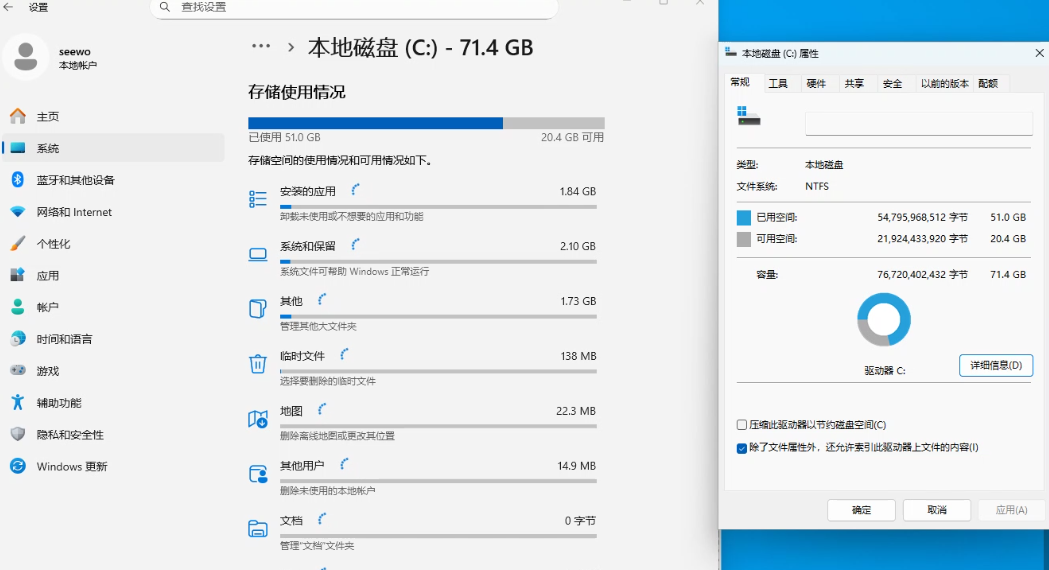 设置
查找设置
seewo
本地帐户
主页
系统
蓝牙和其他设备
网络和 Internet
个性化
应用
帐户
时间和语言
游戏
辅助功能
隐私和安全性
Windows 更新
··· › 本地磁盘 (C:) - 71.4 GB
存储使用情况
已使用 51.0 GB 20.4 GB 可用
存储空间的使用情况和可用情况如下。
安装的应用 1.84 GB
卸载未使用或不想要的应用和功能
系统和保留 2.10 GB
系统文件可帮助 Windows 正常运行
其他 1.73 GB
管理其他大文件夹
临时文件 138 MB
选择要删除的临时文件
地图 22.3 MB
删除离线地图或更改其位置
其他用户 14.9 MB
删除未使用的本地帐户
文档 0 字节
管理"文档"文件夹
本地磁盘 (C:) 属性
常规 工具 硬件 共享 安全 以前的版本 配额
类型: 本地磁盘
文件系统: NTFS
已用空间: 54,795,968,512 字节 51.0 GB
可用空间: 21,924,433,920 字节 20.4 GB
容量: 76,720,402,432 字节 71.4 GB
驱动器 C: 详细信息(D)
压缩此驱动器以节约磁盘空间(C)
除了文件属性外，还允许索引此驱动器上文件的内容(I)
确定 取消 应用(A)